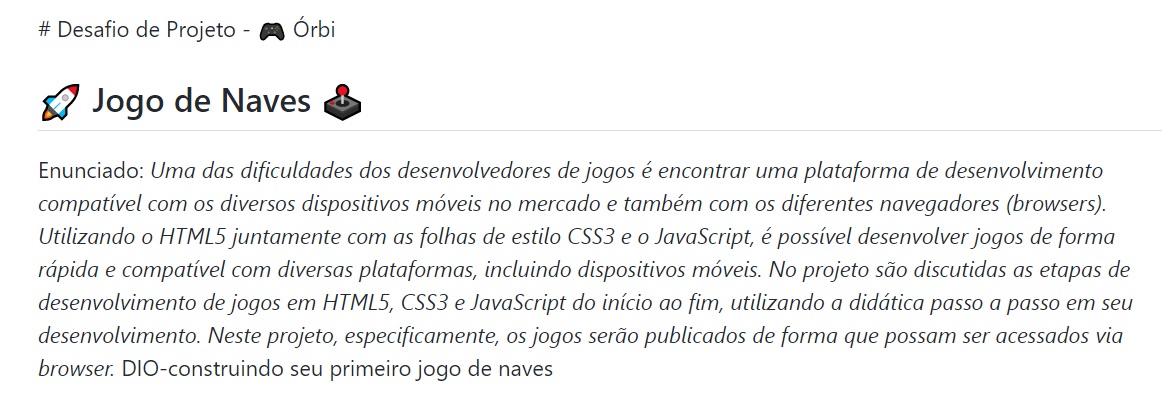 # Desafio de Projeto - 🎮 Órbi
🚀 Jogo de Naves 🕹️
Enunciado: Uma das dificuldades dos desenvolvedores de jogos é encontrar uma plataforma de desenvolvimento
compatível com os diversos dispositivos móveis no mercado e também com os diferentes navegadores (browsers).
Utilizando o HTML5 juntamente com as folhas de estilo CSS3 e o JavaScript, é possível desenvolver jogos de forma
rápida e compatível com diversas plataformas, incluindo dispositivos móveis. No projeto são discutidas as etapas de
desenvolvimento de jogos em HTML5, CSS3 e JavaScript do início ao fim, utilizando a didática passo a passo em seu
desenvolvimento. Neste projeto, especificamente, os jogos serão publicados de forma que possam ser acessados via
browser. DIO-construindo seu primeiro jogo de naves